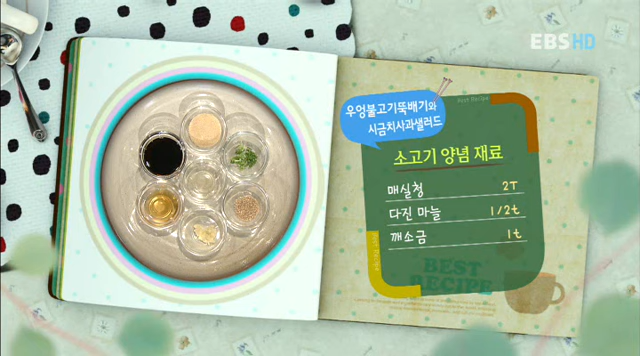 EBS HD
Best Recipe
우엉불고기뚝배기와
시금치사과샐러드
소고기 양념 재료
매실청 2T
다진 마늘 1/2t
깨소금 1t
Best Recipe
BEST
RECIPE